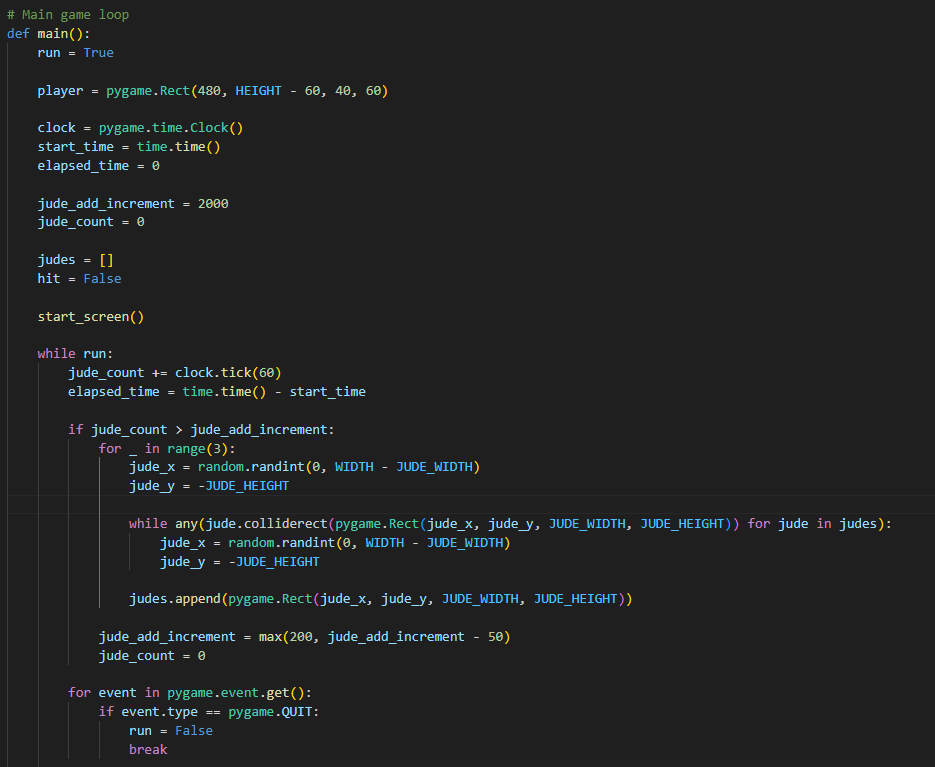 # Main game loop
def main():
    run = True

    player = pygame.Rect(480, HEIGHT - 60, 40, 60)

    clock = pygame.time.Clock()
    start_time = time.time()
    elapsed_time = 0

    jude_add_increment = 2000
    jude_count = 0

    judes = []
    hit = False

    start_screen()

    while run:
        jude_count += clock.tick(60)
        elapsed_time = time.time() - start_time

        if jude_count > jude_add_increment:
            for _ in range(3):
                jude_x = random.randint(0, WIDTH - JUDE_WIDTH)
                jude_y = -JUDE_HEIGHT

                while any(jude.colliderect(pygame.Rect(jude_x, jude_y, JUDE_WIDTH, JUDE_HEIGHT)) for jude in judes):
                    jude_x = random.randint(0, WIDTH - JUDE_WIDTH)
                    jude_y = -JUDE_HEIGHT

                judes.append(pygame.Rect(jude_x, jude_y, JUDE_WIDTH, JUDE_HEIGHT))

            jude_add_increment = max(200, jude_add_increment - 50)
            jude_count = 0

        for event in pygame.event.get():
            if event.type == pygame.QUIT:
                run = False
                break